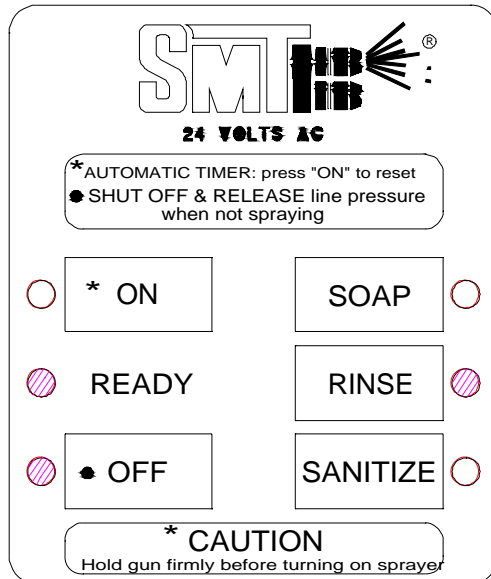 SMT ®
24 VOLTS AC
*AUTOMATIC TIMER: press "ON" to reset
● SHUT OFF & RELEASE line pressure
when not spraying
* ON
SOAP
READY
RINSE
● OFF
SANITIZE
* CAUTION
Hold gun firmly before turning on sprayer